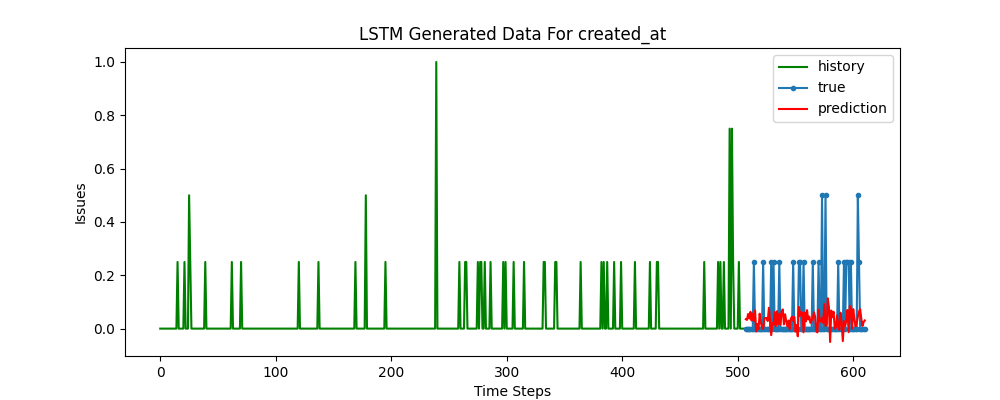 LSTM Generated Data For created_at
history
true
prediction
1.0
0.8
0.6
0.4
0.2
0.0
Issues
0
100
200
300
400
500
600
Time Steps